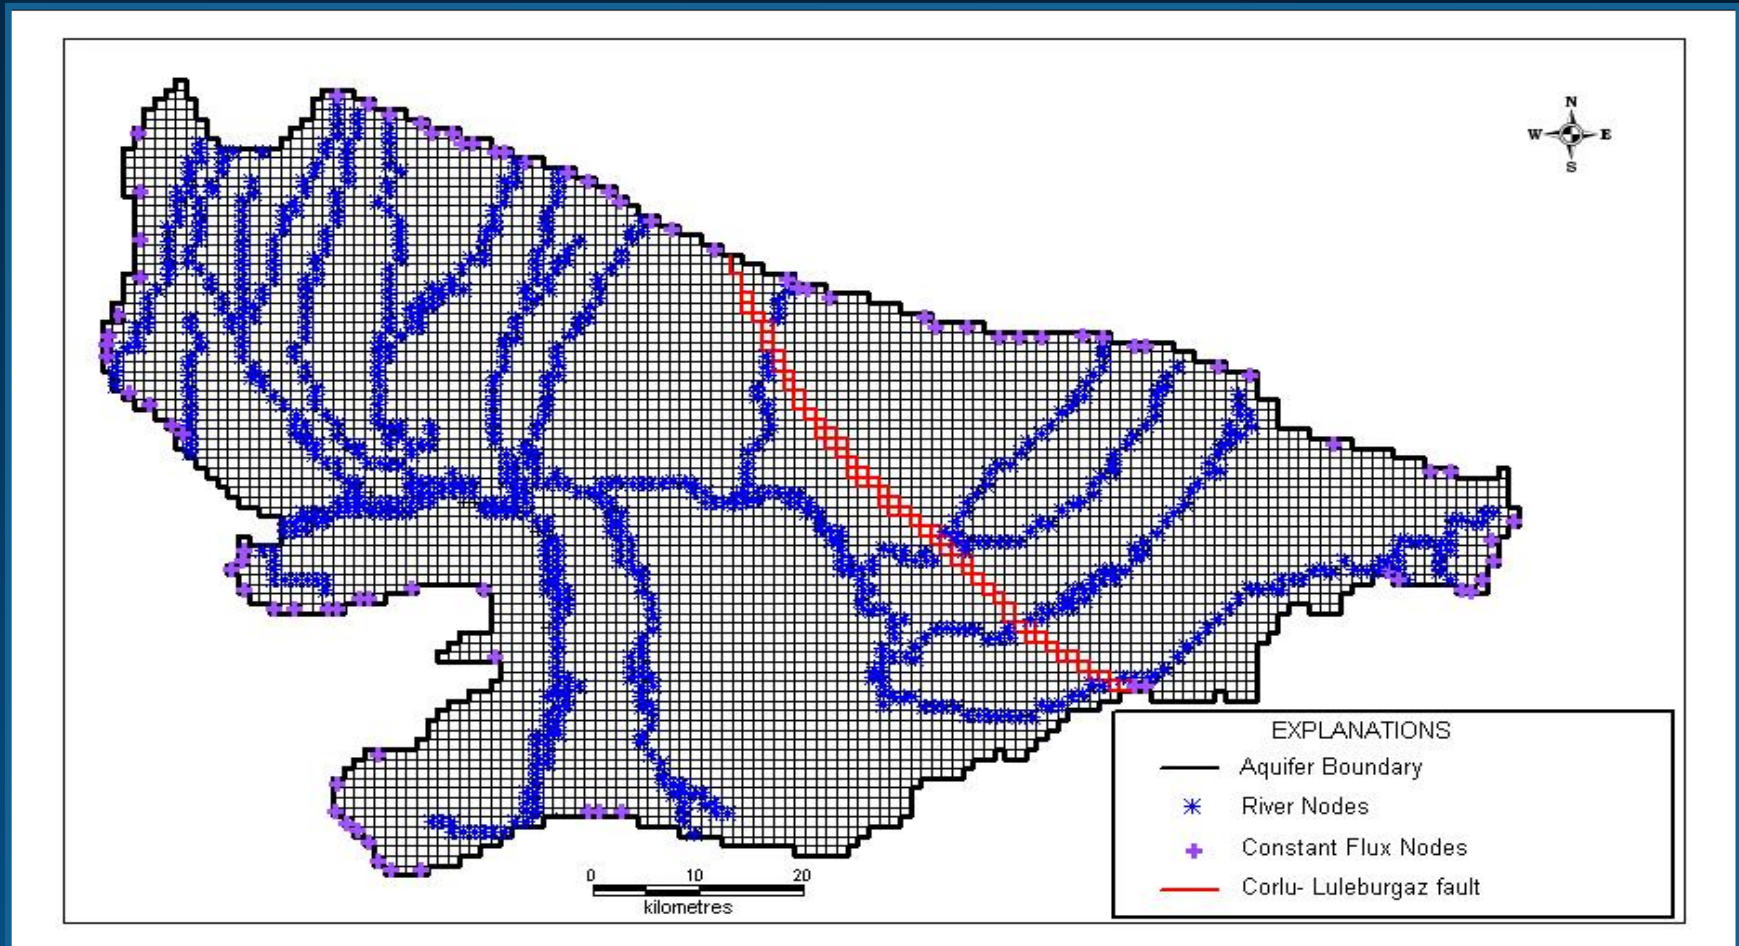 N
W E
S
EXPLANATIONS
Aquifer Boundary
River Nodes
Constant Flux Nodes
Corlu- Luleburgaz fault
0 10 20
kilometres